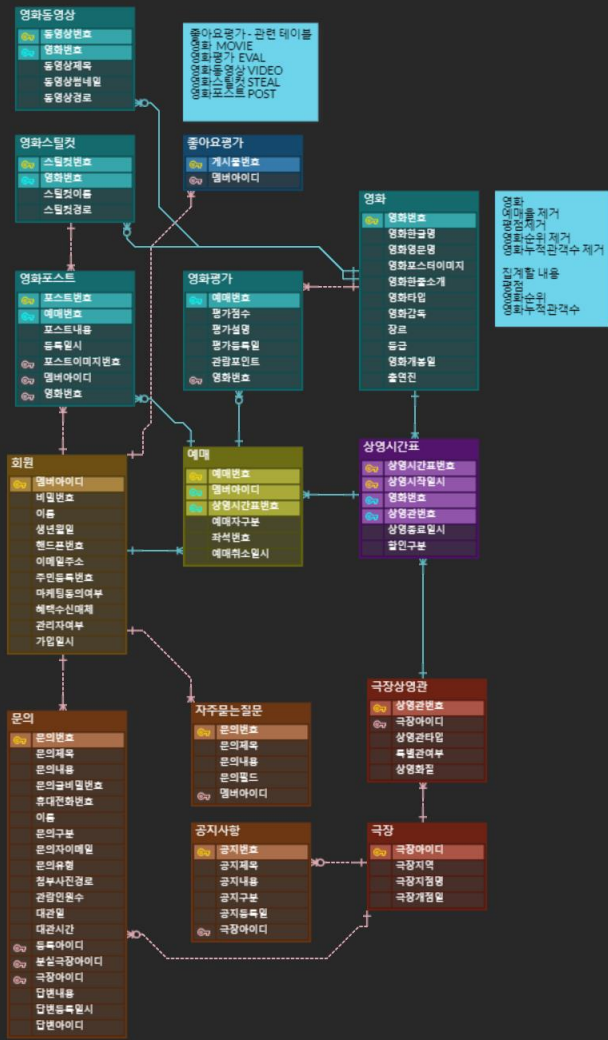 영화동영상
동영상번호
영화번호
동영상제목
동영상썸네일
동영상경로
좋아요평가 - 관련 테이블
영화 MOVIE
영화평가 EVAL
영화동영상 VIDEO
영화스틸컷 STEAL
영화포스트 POST
영화스틸컷
스틸컷번호
영화번호
스틸컷이름
스틸컷경로
좋아요평가
게시물번호
멤버아이디
영화
영화번호
영화한글명
영화영문명
영화포스터이미지
영화한줄소개
영화타입
영화감독
장르
등급
영화개봉일
출연진
영화
예매율 제거
평점제거
영화순위 제거
영화누적관객수 제거
집계할 내용
평점
영화순위
영화누적관객수
영화포스트
포스트번호
예매번호
포스트내용
등록일시
포스트이미지번호
멤버아이디
영화번호
영화평가
예매번호
평가점수
평가설명
평가등록일
관람포인트
영화번호
회원
멤버아이디
비밀번호
이름
생년월일
핸드폰번호
이메일주소
주민등록번호
마케팅동의여부
혜택수신매체
관리자여부
가입일시
예매
예매번호
멤버아이디
상영시간표번호
예매자구분
좌석번호
예매취소일시
상영시간표
상영시간표번호
상영시작일시
영화번호
상영관번호
상영종료일시
할인구분
문의
문의번호
문의제목
문의내용
문의글비밀번호
휴대전화번호
이름
문의구분
문의자이메일
문의유형
첨부사진경로
관람인원수
대관일
대관시간
등록아이디
분실극장아이디
극장아이디
답변내용
답변등록일시
답변아이디
자주묻는질문
문의번호
문의제목
문의내용
문의필드
멤버아이디
극장상영관
상영관번호
극장아이디
상영관타입
특별관여부
상영화질
공지사항
공지번호
공지제목
공지내용
공지구분
공지등록일
극장아이디
극장
극장아이디
극장지역
극장지점명
극장개점일